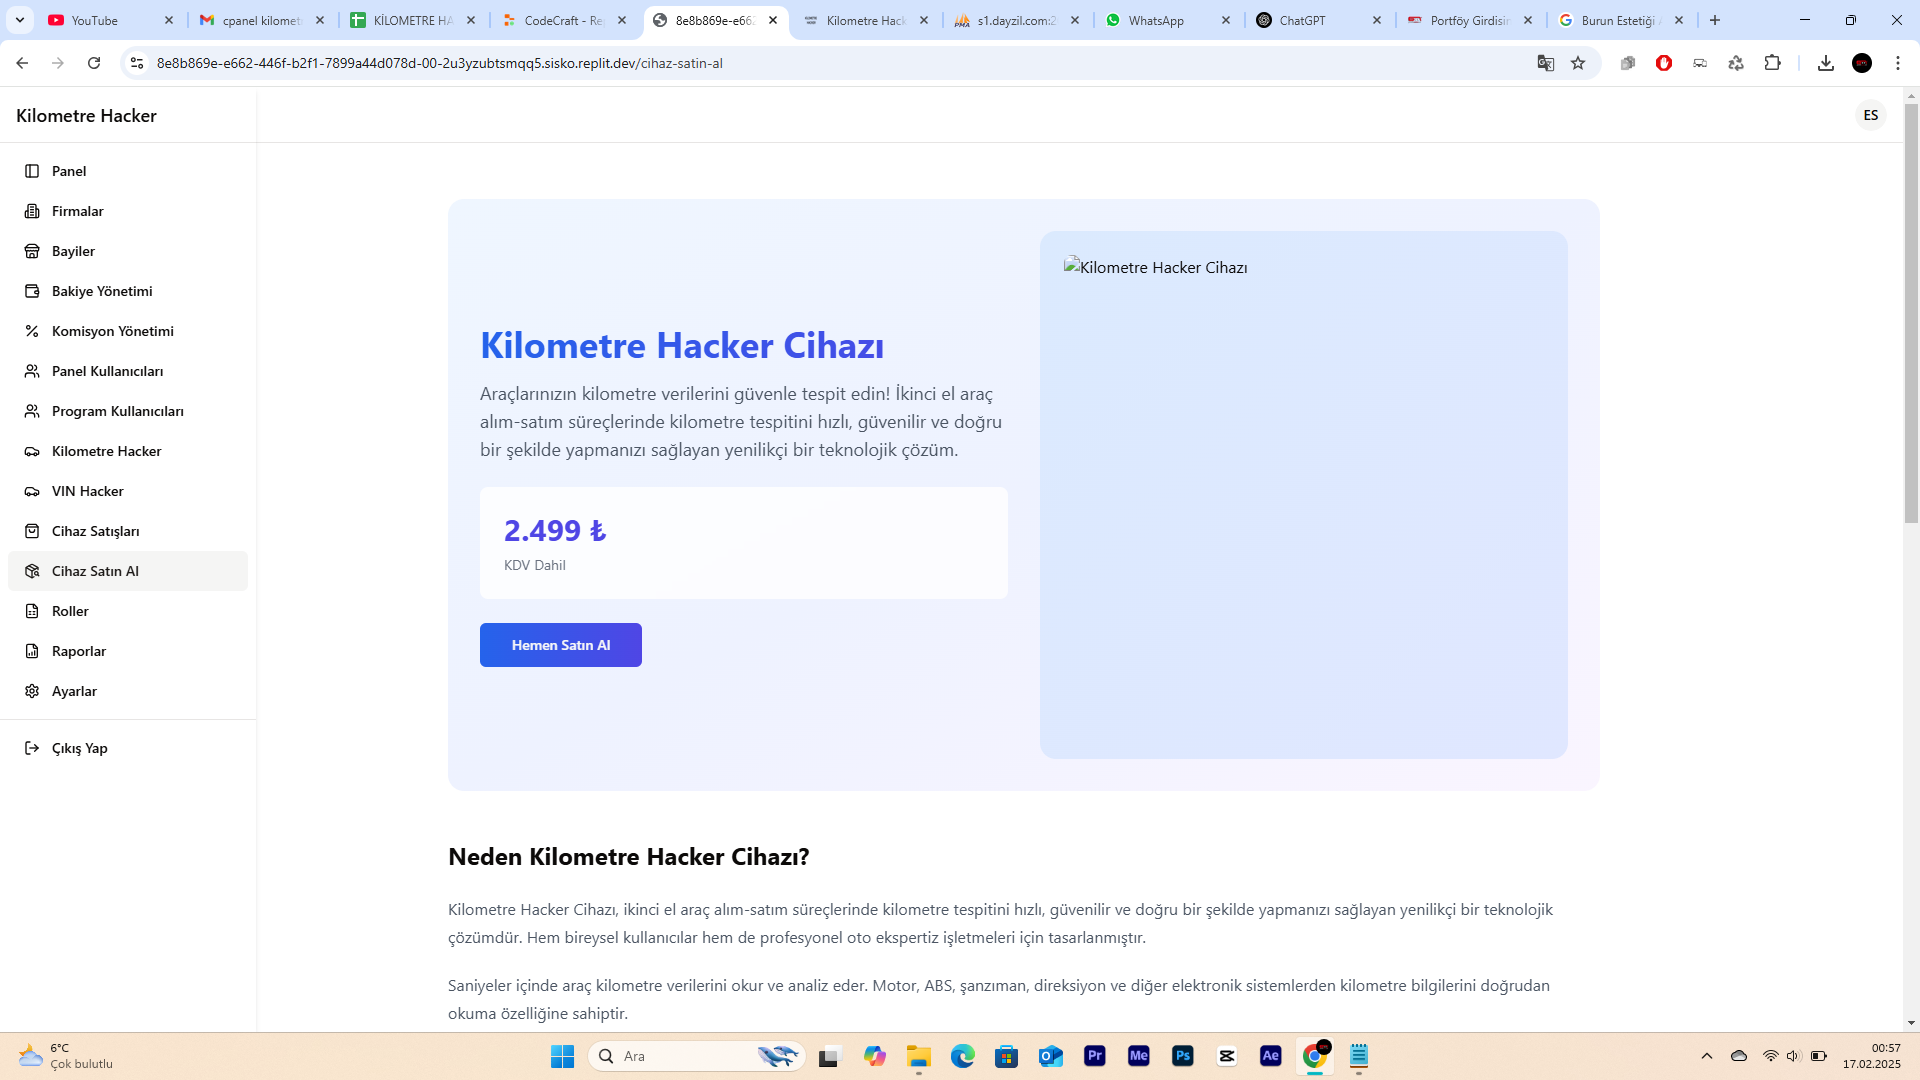 YouTube
cpanel kilomet
KİLOMETRE HA
CodeCraft - Re
8e8b869e-e66
Kilometre Hack
s1.dayzil.com:2
WhatsApp
ChatGPT
Portföy Girdisin
Burun Estetiği
8e8b869e-e662-446f-b2f1-7899a44d078d-00-2u3yzubtsmqq5.sisko.replit.dev/cihaz-satin-al
Kilometre Hacker
ES
Panel
Firmalar
Bayiler
Bakiye Yönetimi
Komisyon Yönetimi
Panel Kullanıcıları
Program Kullanıcıları
Kilometre Hacker
VIN Hacker
Cihaz Satışları
Cihaz Satın Al
Roller
Raporlar
Ayarlar
Çıkış Yap
Kilometre Hacker Cihazı
Kilometre Hacker Cihazı
Araçlarınızın kilometre verilerini güvenle tespit edin! İkinci el araç
alım-satım süreçlerinde kilometre tespitini hızlı, güvenilir ve doğru
bir şekilde yapmanızı sağlayan yenilikçi bir teknolojik çözüm.
2.499 ₺
KDV Dahil
Hemen Satın Al
Neden Kilometre Hacker Cihazı?
Kilometre Hacker Cihazı, ikinci el araç alım-satım süreçlerinde kilometre tespitini hızlı, güvenilir ve doğru bir şekilde yapmanızı sağlayan yenilikçi bir teknolojik
çözümdür. Hem bireysel kullanıcılar hem de profesyonel oto ekspertiz işletmeleri için tasarlanmıştır.
Saniyeler içinde araç kilometre verilerini okur ve analiz eder. Motor, ABS, şanzıman, direksiyon ve diğer elektronik sistemlerden kilometre bilgilerini doğrudan
okuma özelliğine sahiptir.
6°C
Çok bulutlu
Ara
Pr
Me
Ps
Ae
00:57
17.02.2025